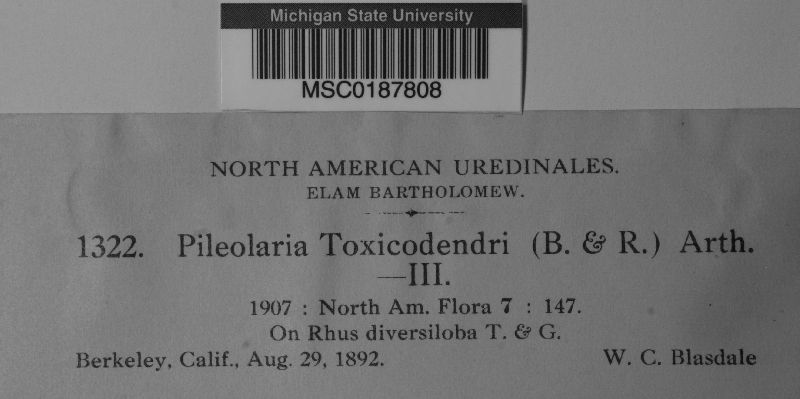 Michigan State University
MSC0187808
NORTH AMERICAN UREDINALES.
ELAM BARTHOLOMEW.
1322. Pileolaria Toxicodendri (B. & R.) Arth.
—III.
1907 : North Am. Flora 7 : 147.
On Rhus diversiloba T. & G.
Berkeley, Calif., Aug. 29, 1892. W. C. Blasdale